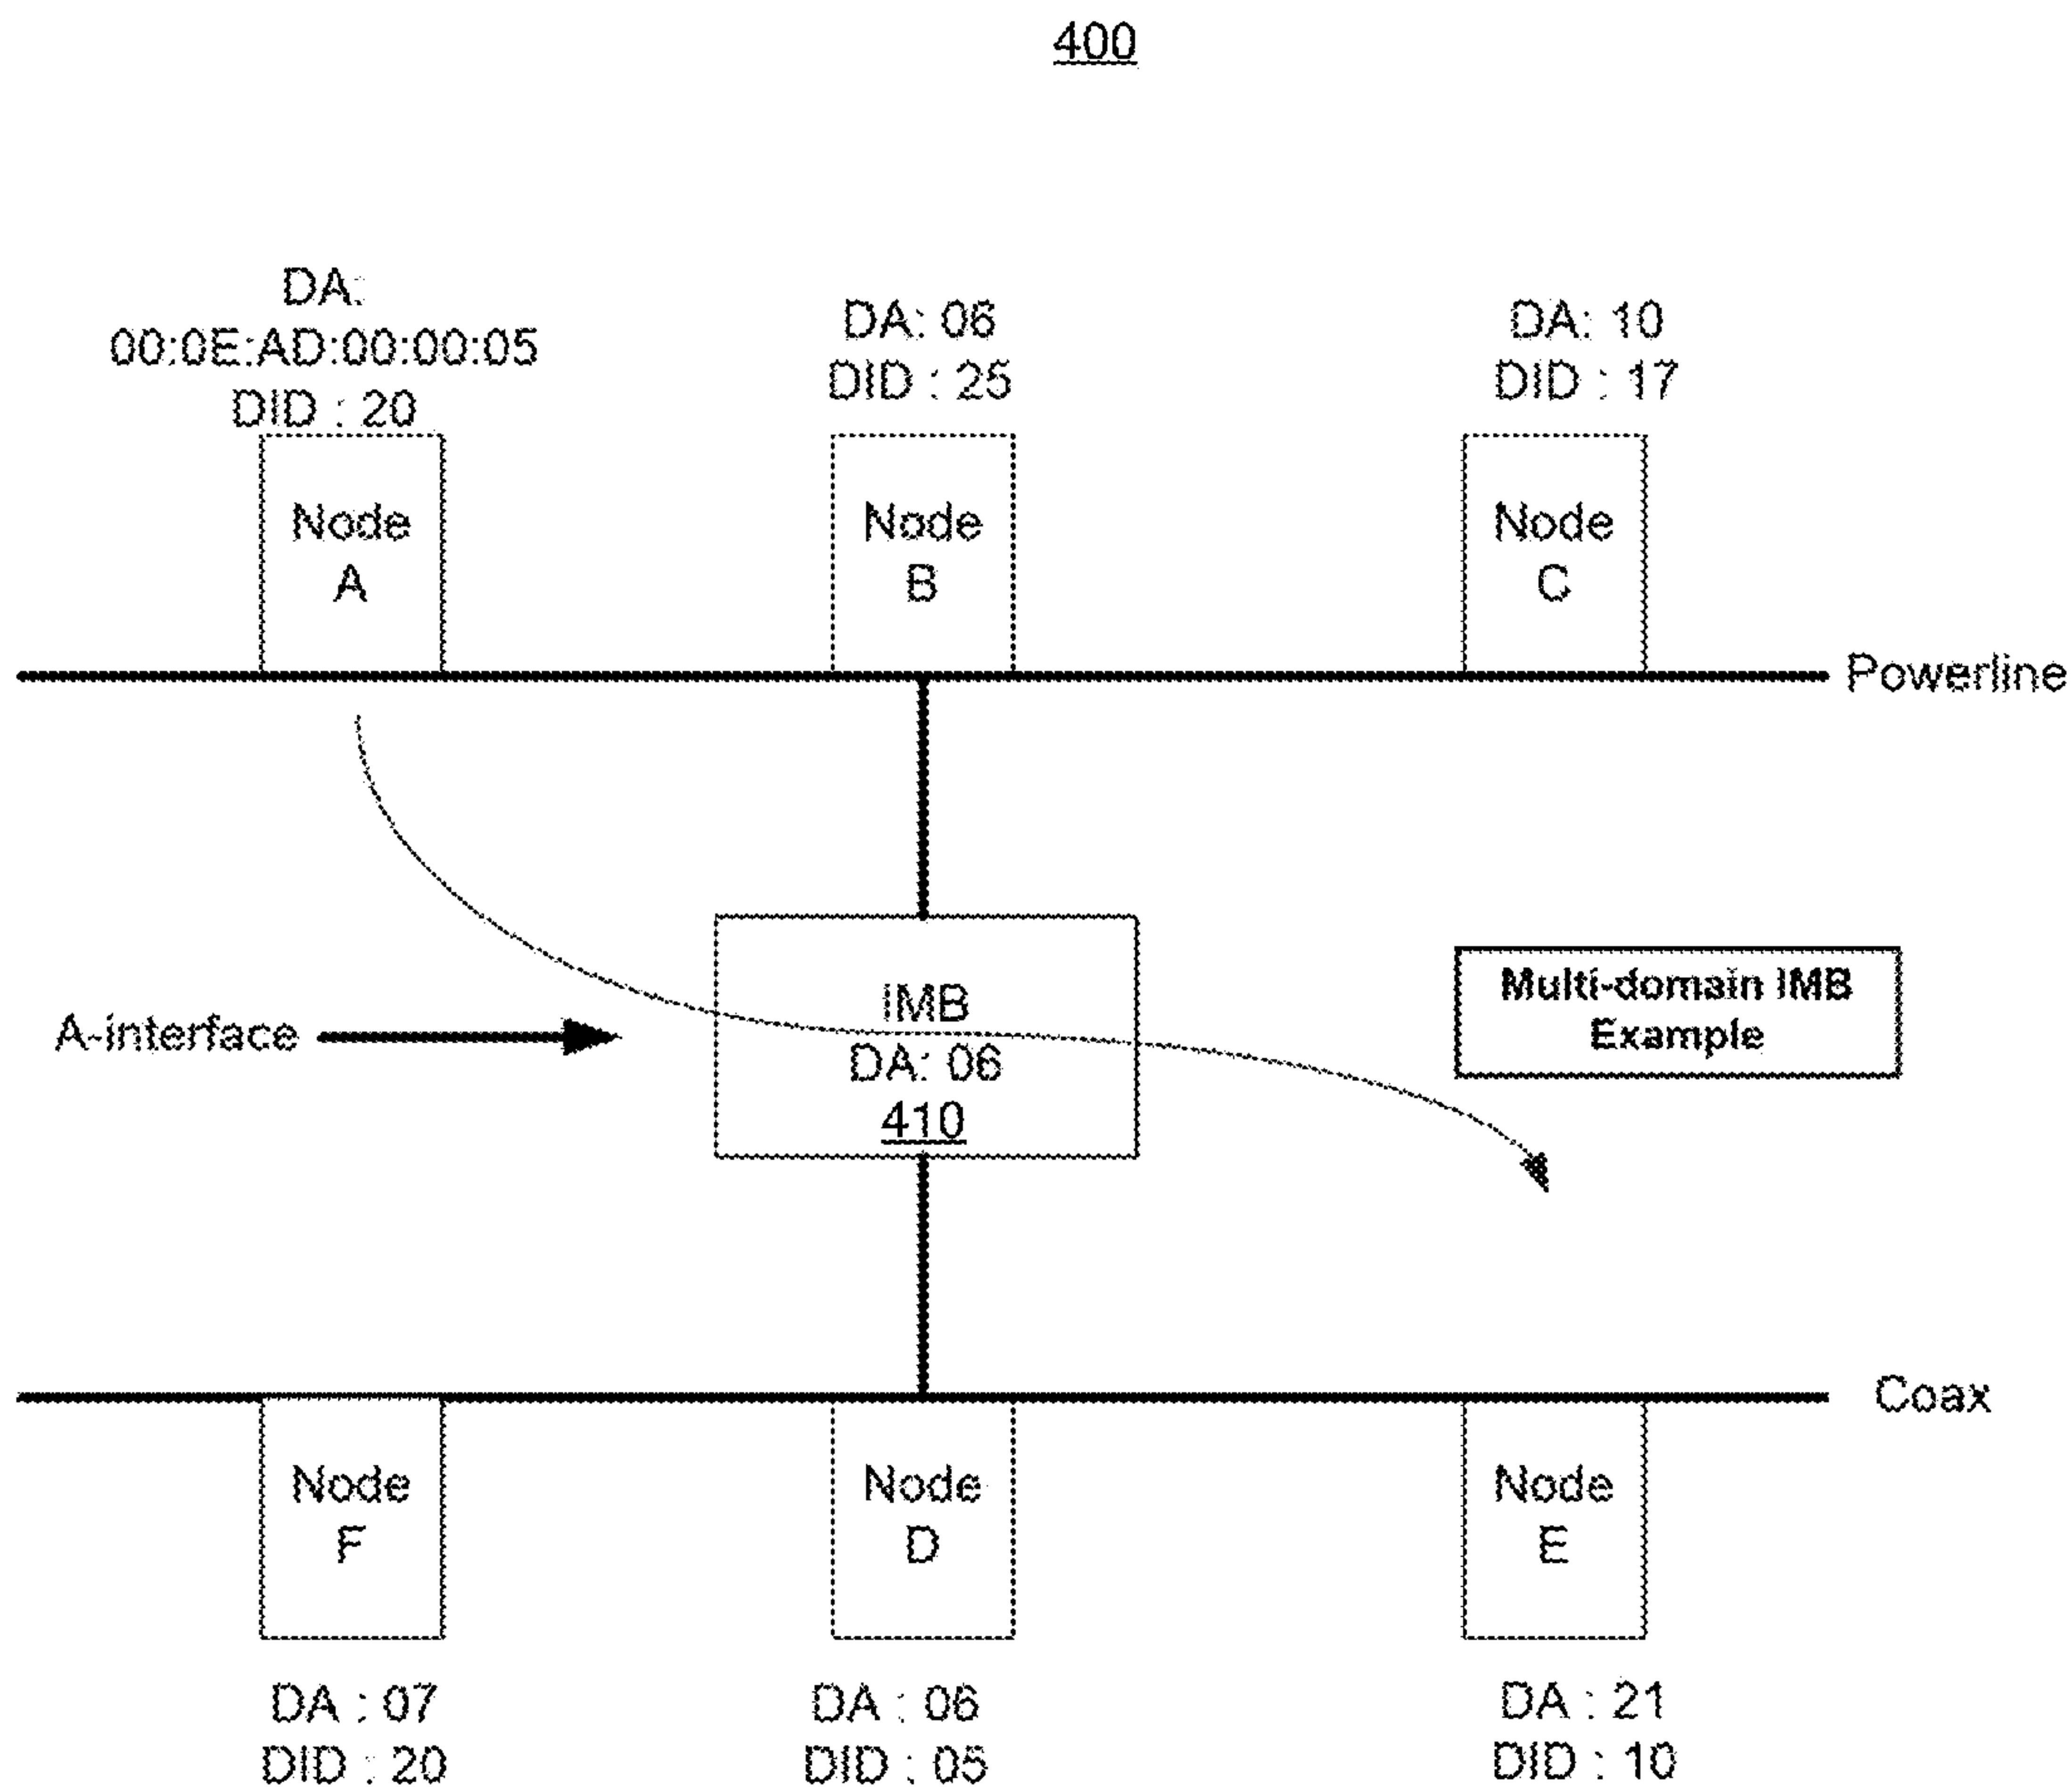 400
DA:
00:0E:AD:00:00:05
DID : 20
DA: 06
DID : 25
DA: 10
DID : 17
Node
A
Node
B
Node
C
Powerline
A-interface
IMB
DA: 06
410
Multi-domain IMB
Example
Coax
Node
F
Node
D
Node
E
DA : 07
DID : 20
DA : 06
DID : 05
DA : 21
DID : 10